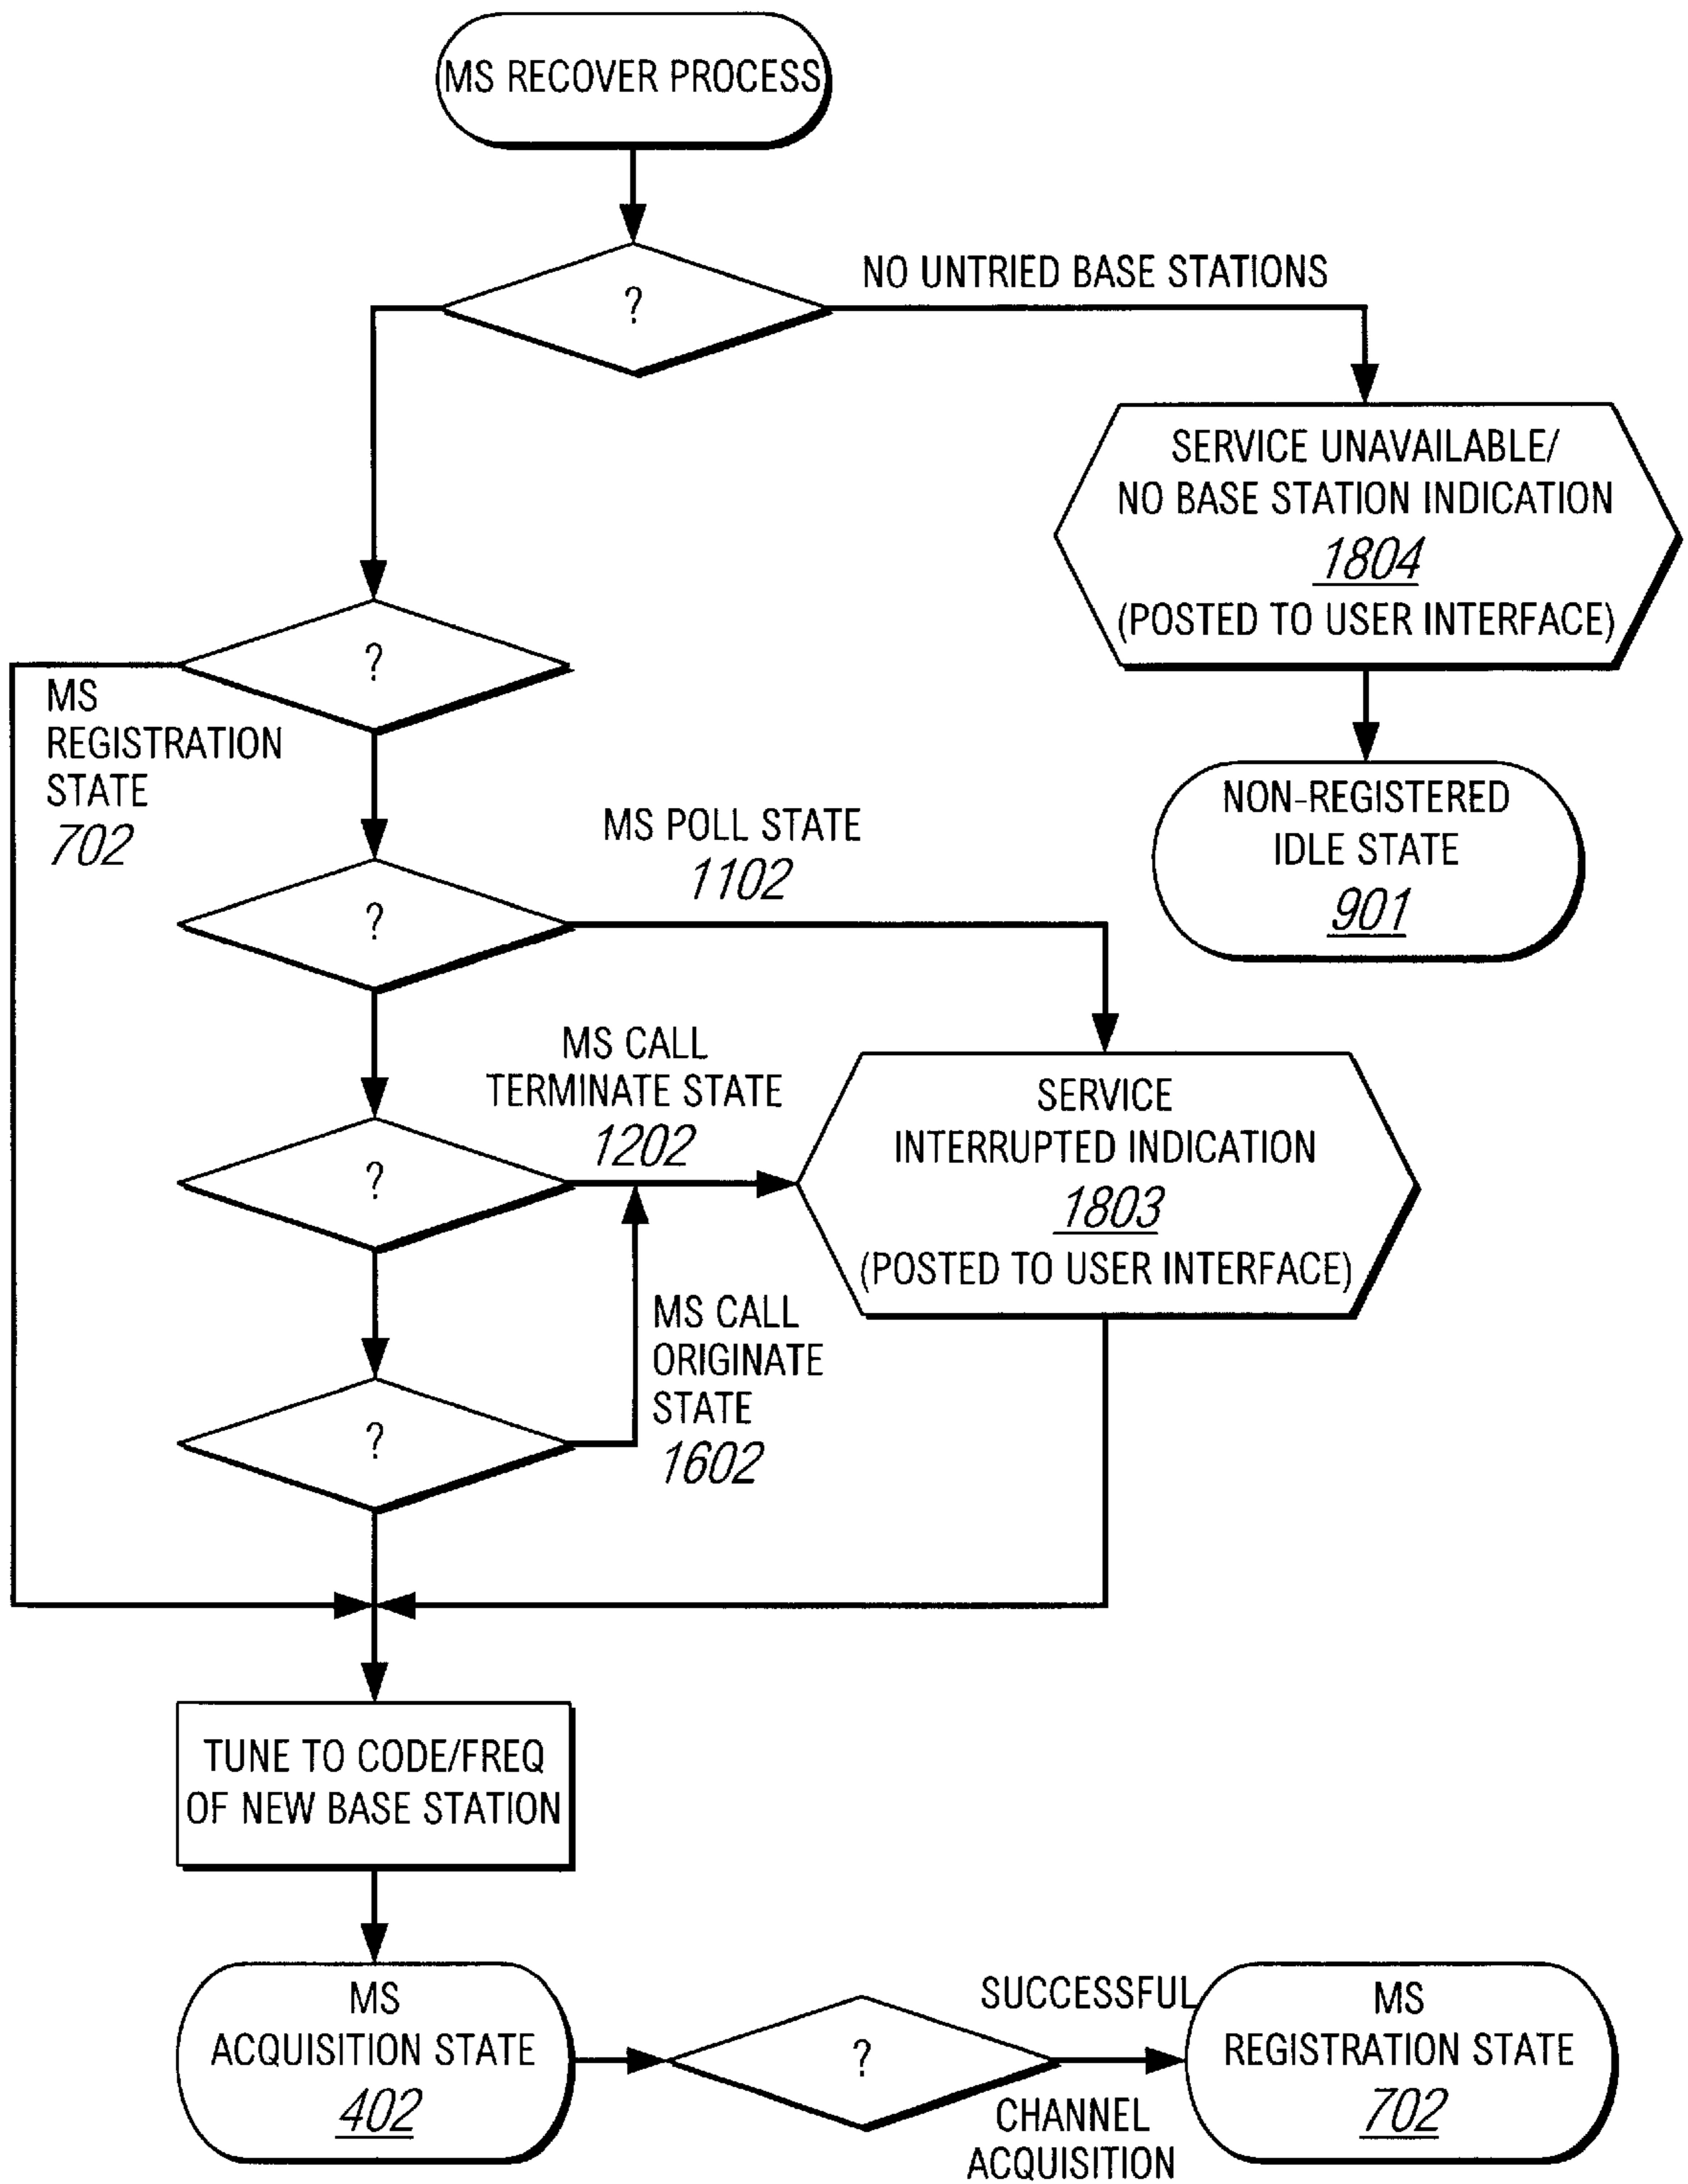 MS RECOVER PROCESS
?
NO UNTRIED BASE STATIONS
SERVICE UNAVAILABLE/
NO BASE STATION INDICATION
1804
(POSTED TO USER INTERFACE)
NON-REGISTERED
IDLE STATE
901
?
MS
REGISTRATION
STATE
702
?
MS POLL STATE
1102
?
MS CALL
TERMINATE STATE
1202
SERVICE
INTERRUPTED INDICATION
1803
(POSTED TO USER INTERFACE)
?
MS CALL
ORIGINATE
STATE
1602
TUNE TO CODE/FREQ
OF NEW BASE STATION
MS
ACQUISITION STATE
402
?
SUCCESSFUL
CHANNEL
ACQUISITION
MS
REGISTRATION STATE
702